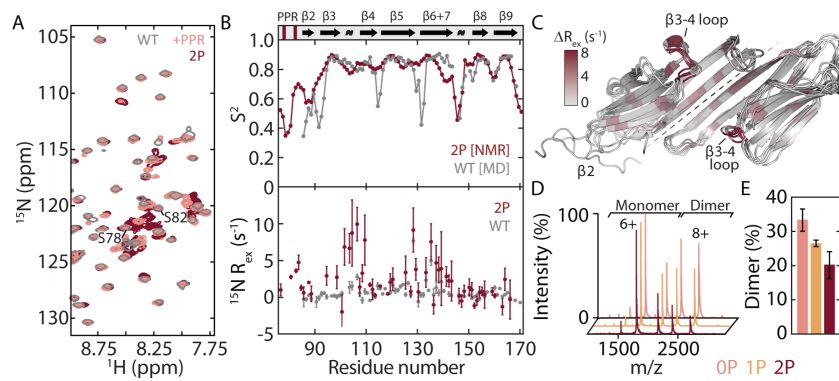 A
WT
+PPR
2P
105
110
115
120
125
130
15N (ppm)
S82
S78
8.75
8.25
7.75
1H (ppm)
B
PPR β2 β3 β4 β5 β6+7 β8 β9
1.0
0.8
0.6
0.4
0.2
0
S2
2P [NMR]
WT [MD]
15
10
5
0
−5
15N Rex (s-1)
2P
WT
90
110
130
150
170
Residue number
C
ΔRex (s-1)
8
4
0
β3-4
loop
β2
β3-4
loop
D
Monomer
Dimer
100
6+
8+
0
Intensity (%)
1500
2500
m/z
E
40
30
20
10
0
Dimer (%)
0P 1P 2P